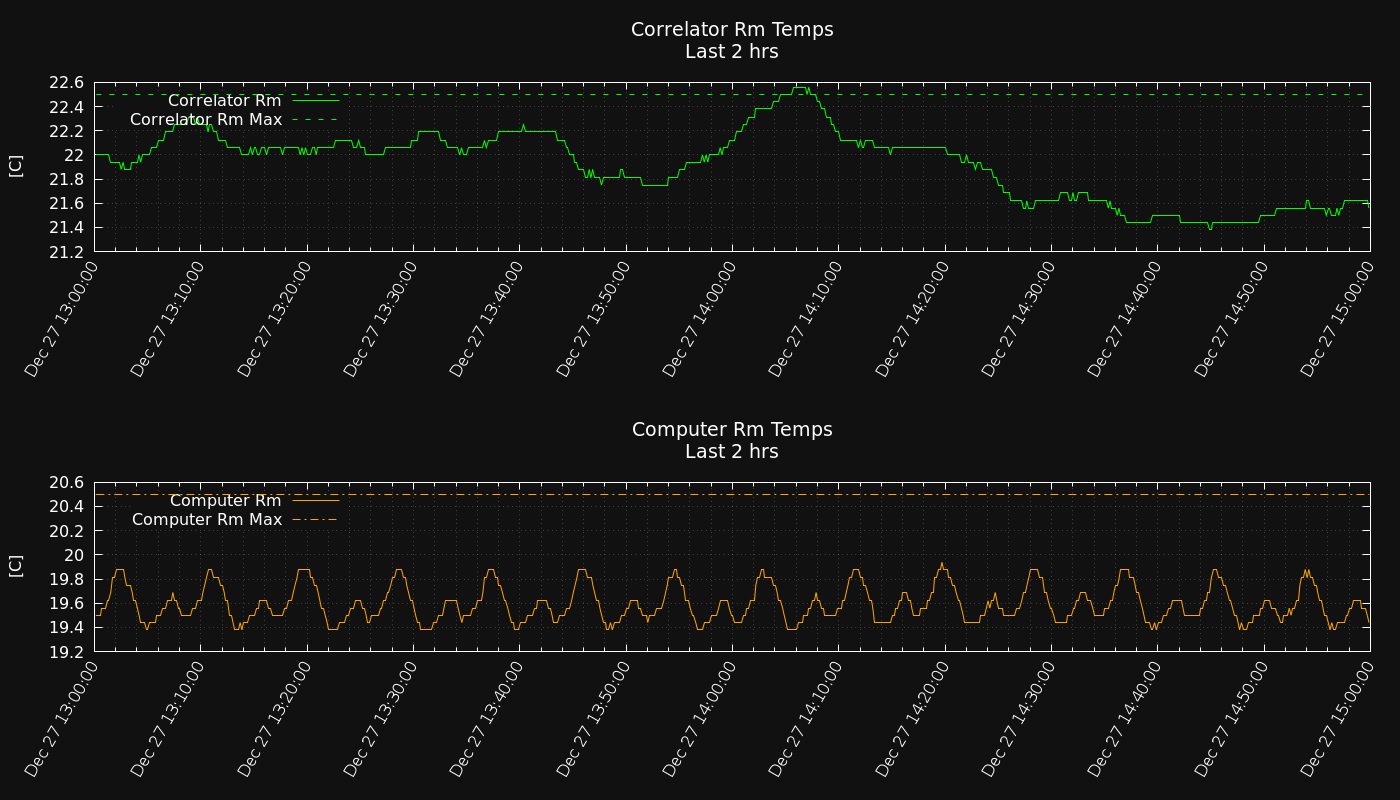 Correlator Rm Temps
Last 2 hrs
22.6
22.4
22.2
22
21.8
21.6
21.4
21.2
[C]
Correlator Rm
Correlator Rm Max
Dec 27 13:00:00
Dec 27 13:10:00
Dec 27 13:20:00
Dec 27 13:30:00
Dec 27 13:40:00
Dec 27 13:50:00
Dec 27 14:00:00
Dec 27 14:10:00
Dec 27 14:20:00
Dec 27 14:30:00
Dec 27 14:40:00
Dec 27 14:50:00
Dec 27 15:00:00
Computer Rm Temps
Last 2 hrs
20.6
20.4
20.2
20
19.8
19.6
19.4
19.2
[C]
Computer Rm
Computer Rm Max
Dec 27 13:00:00
Dec 27 13:10:00
Dec 27 13:20:00
Dec 27 13:30:00
Dec 27 13:40:00
Dec 27 13:50:00
Dec 27 14:00:00
Dec 27 14:10:00
Dec 27 14:20:00
Dec 27 14:30:00
Dec 27 14:40:00
Dec 27 14:50:00
Dec 27 15:00:00